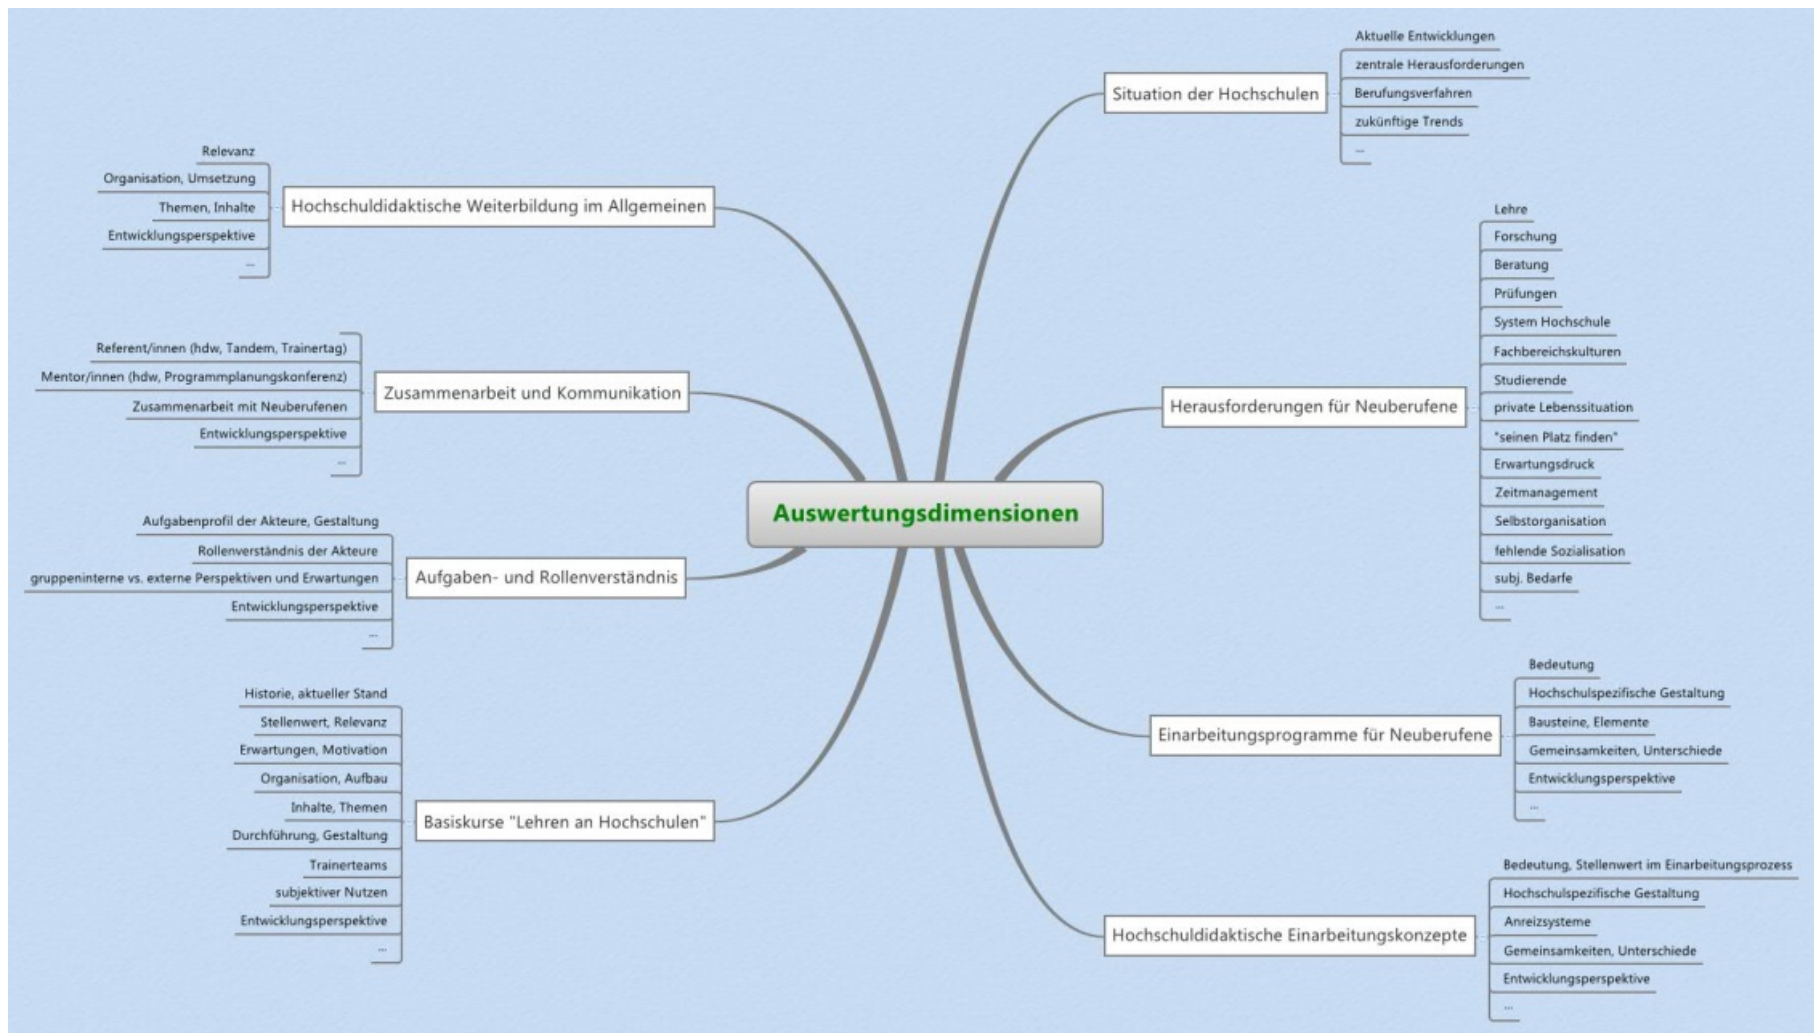 Auswertungsdimensionen
Situation der Hochschulen
Aktuelle Entwicklungen
zentrale Herausforderungen
Berufungsverfahren
zukünftige Trends
...
Herausforderungen für Neuberufene
Lehre
Forschung
Beratung
Prüfungen
System Hochschule
Fachbereichskulturen
Studierende
private Lebenssituation
"seinen Platz finden"
Erwartungsdruck
Zeitmanagement
Selbstorganisation
fehlende Sozialisation
subj. Bedarfe
...
Einarbeitungsprogramme für Neuberufene
Bedeutung
Hochschulspezifische Gestaltung
Bausteine, Elemente
Gemeinsamkeiten, Unterschiede
Entwicklungsperspektive
...
Hochschuldidaktische Einarbeitungskonzepte
Bedeutung, Stellenwert im Einarbeitungsprozess
Hochschulspezifische Gestaltung
Anreizsysteme
Gemeinsamkeiten, Unterschiede
Entwicklungsperspektive
...
Hochschuldidaktische Weiterbildung im Allgemeinen
Relevanz
Organisation, Umsetzung
Themen, Inhalte
Entwicklungsperspektive
...
Zusammenarbeit und Kommunikation
Referent/innen (hdw, Tandem, Trainertag)
Mentor/innen (hdw, Programmplanungskonferenz)
Zusammenarbeit mit Neuberufenen
Entwicklungsperspektive
...
Aufgaben- und Rollenverständnis
Aufgabenprofil der Akteure, Gestaltung
Rollenverständnis der Akteure
gruppeninterne vs. externe Perspektiven und Erwartungen
Entwicklungsperspektive
...
Basiskurse "Lehren an Hochschulen"
Historie, aktueller Stand
Stellenwert, Relevanz
Erwartungen, Motivation
Organisation, Aufbau
Inhalte, Themen
Durchführung, Gestaltung
Trainerteams
subjektiver Nutzen
Entwicklungsperspektive
...